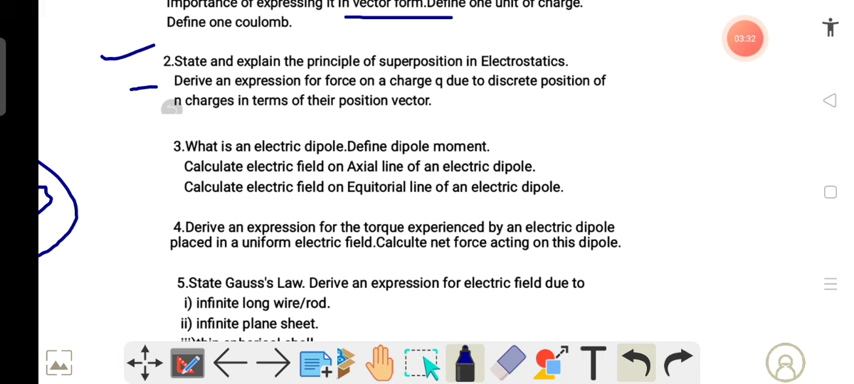 Importance of expressing it in vector form.Define one unit of charge.
Define one coulomb.
03:32
2.State and explain the principle of superposition in Electrostatics.
Derive an expression for force on a charge q due to discrete position of
n charges in terms of their position vector.
3.What is an electric dipole.Define dipole moment.
Calculate electric field on Axial line of an electric dipole.
Calculate electric field on Equitorial line of an electric dipole.
4.Derive an expression for the torque experienced by an electric dipole
placed in a uniform electric field.Calculte net force acting on this dipole.
5.State Gauss's Law. Derive an expression for electric field due to
i) infinite long wire/rod.
ii) infinite plane sheet.
iii)thin spherical shell
T